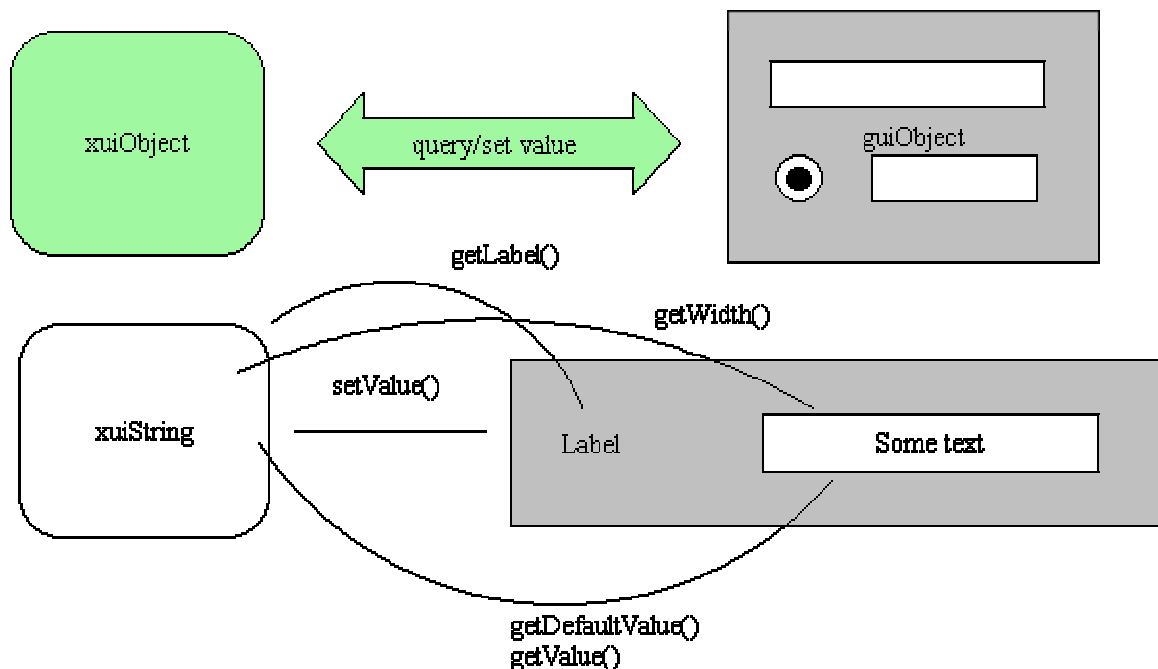 xuiObject
query/set value
guiObject
getLabel()
getWidth()
setValue()
xuiString
Label
Some text
getDefaultValue()
getValue()